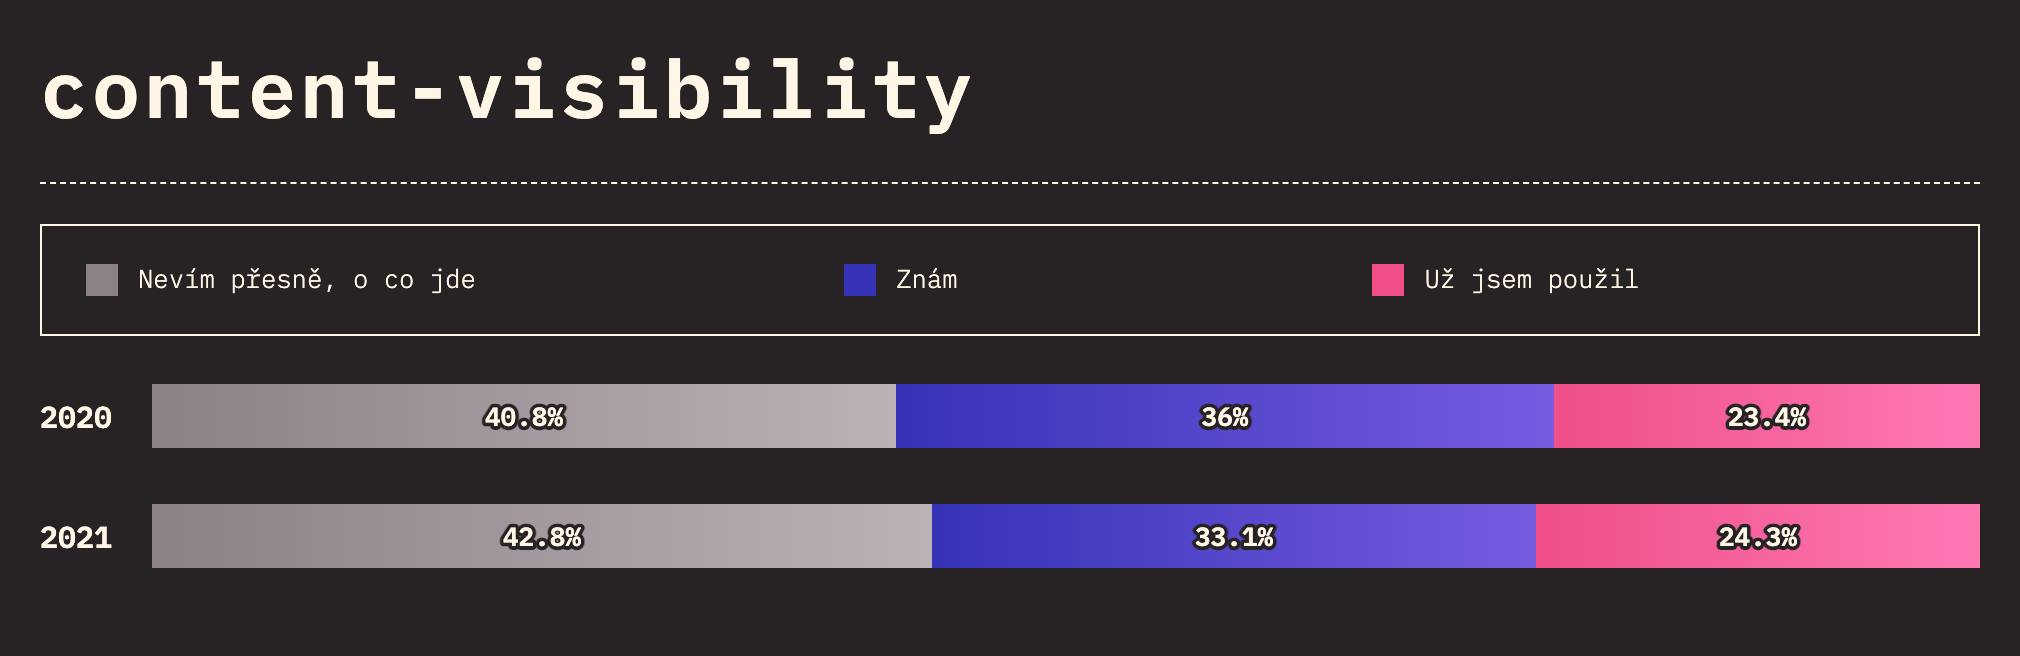 content-visibility
Nevím přesně, o co jde Znám Už jsem použil
2020 40.8% 36% 23.4%
2021 42.8% 33.1% 24.3%